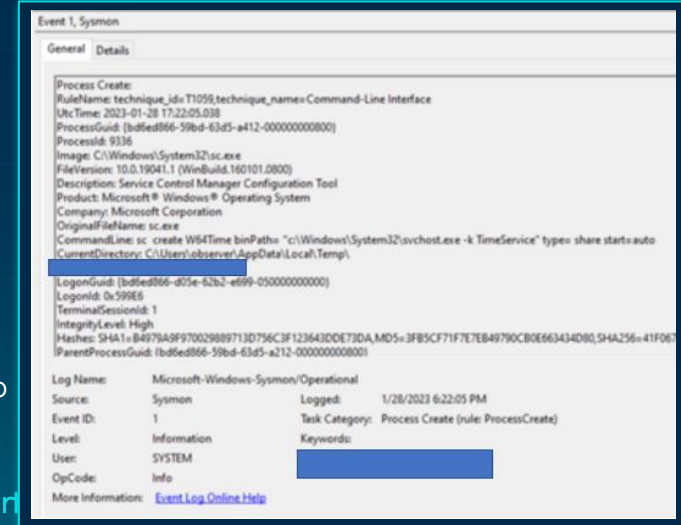 Event 1, Sysmon
General Details
Process Create:
RuleName: technique_id=T1059,technique_name=Command-Line Interface
UtcTime: 2023-01-28 17:22:05.038
ProcessGuid: {bd6ed866-59bd-63d5-a412-000000000800}
ProcessId: 9336
Image: C:\Windows\System32\sc.exe
FileVersion: 10.0.19041.1 (WinBuild.160101.0800)
Description: Service Control Manager Configuration Tool
Product: Microsoft® Windows® Operating System
Company: Microsoft Corporation
OriginalFileName: sc.exe
CommandLine: sc create W64Time binPath= "c:\Windows\System32\svchost.exe -k TimeService" type= share start=auto
CurrentDirectory: C:\Users\observer\AppData\Local\Temp\
LogonGuid: {bd6ed866-d05e-62b2-e699-050000000000}
LogonId: 0x599E6
TerminalSessionId: 1
IntegrityLevel: High
Hashes:
ParentProcessGuid: {bd6ed866-59bd-63d5-a212-000000000800}
Log Name: Microsoft-Windows-Sysmon/Operational
Source: Sysmon Logged: 1/28/2023 6:22:05 PM
Event ID: 1 Task Category: Process Create (rule: ProcessCreate)
Level: Information Keywords:
User: SYSTEM
OpCode: Info
More Information: Event Log Online Help